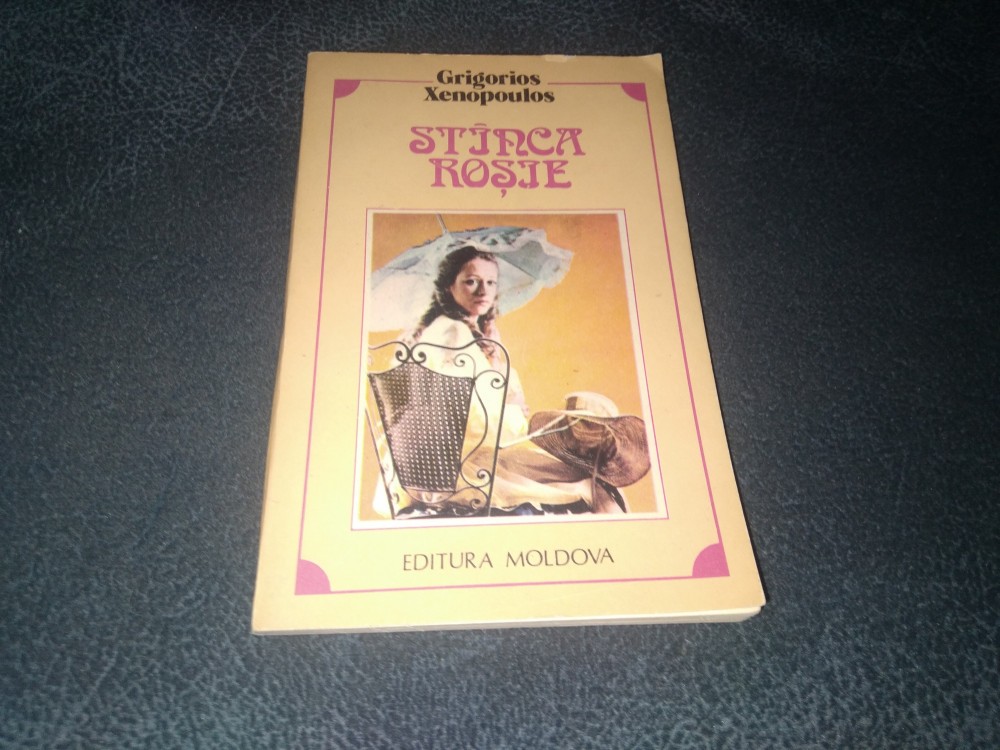 Grigorios
Xenopoulos
STÎNCA
ROȘIE
EDITURA MOLDOVA